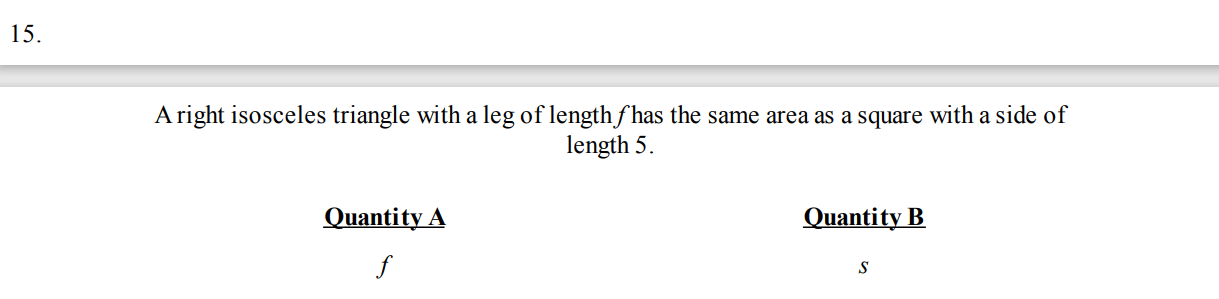 15.
A right isosceles triangle with a leg of length f has the same area as a square with a side of
length 5.
Quantity A Quantity B
f s